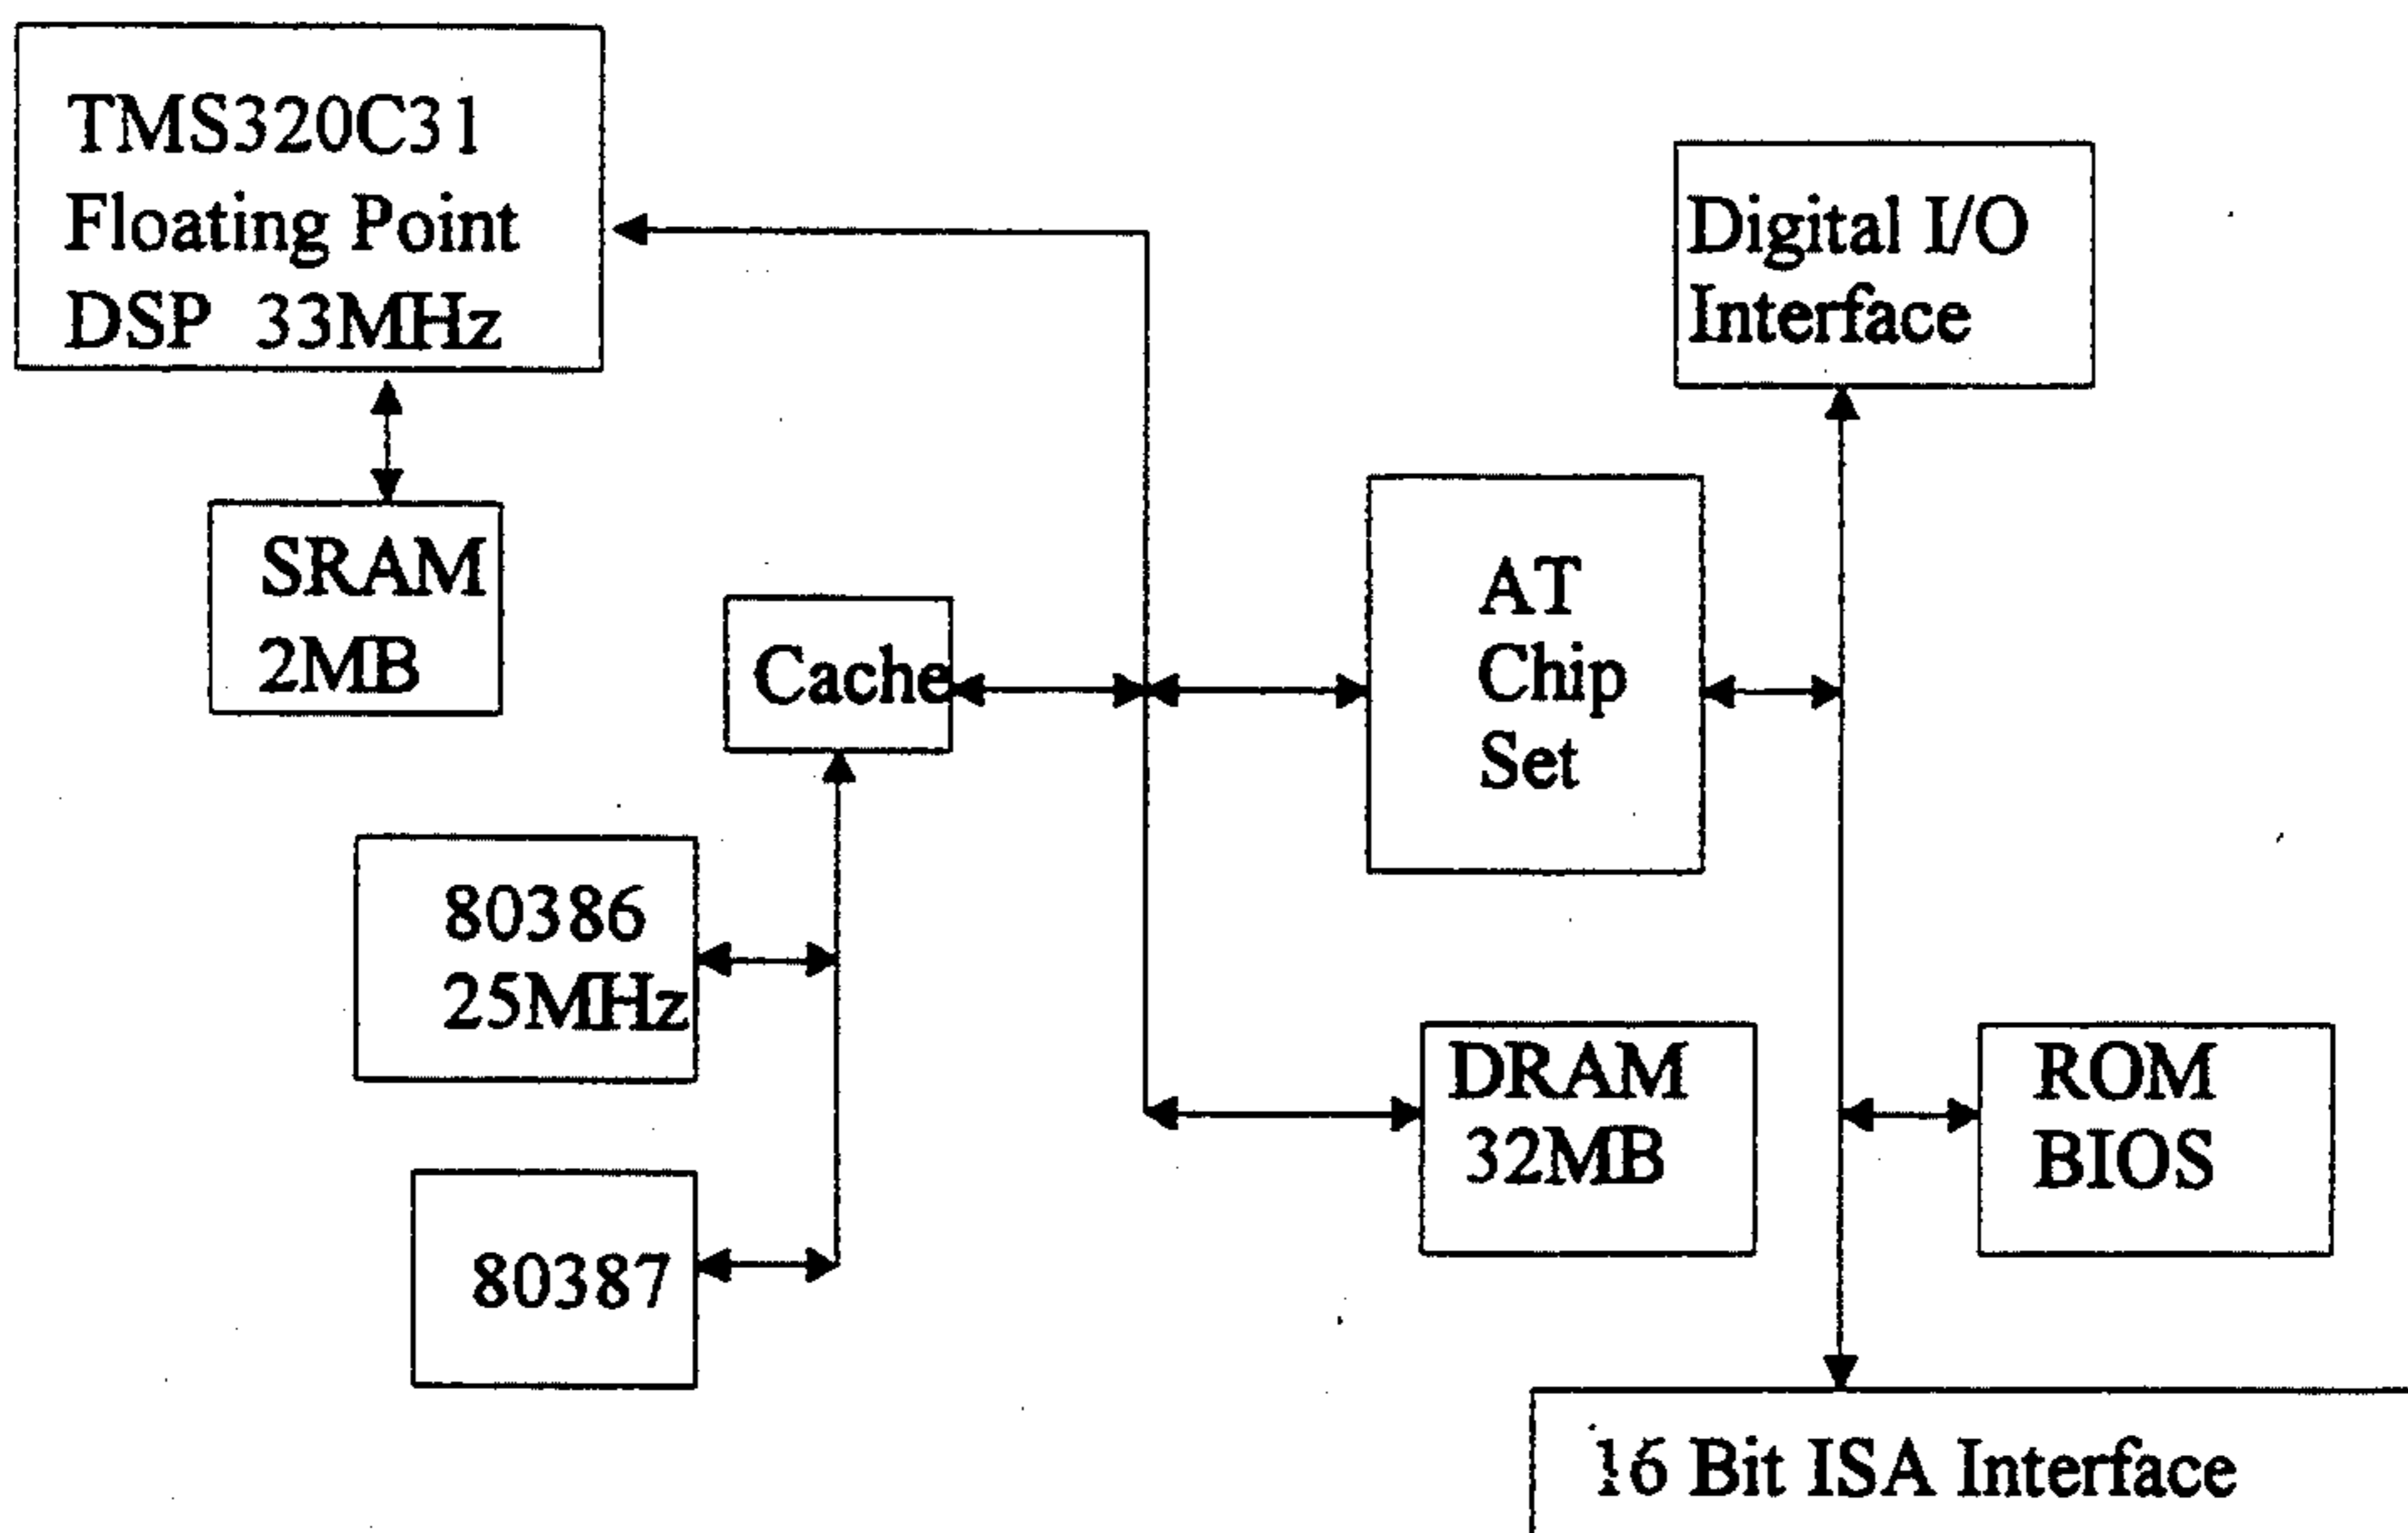 TMS320C31
Floating Point
DSP 33MHz
Digital I/O
Interface
SRAM
2MB
Cache
AT
Chip
Set
80386
25MHz
DRAM
32MB
ROM
BIOS
80387
16 Bit ISA Interface